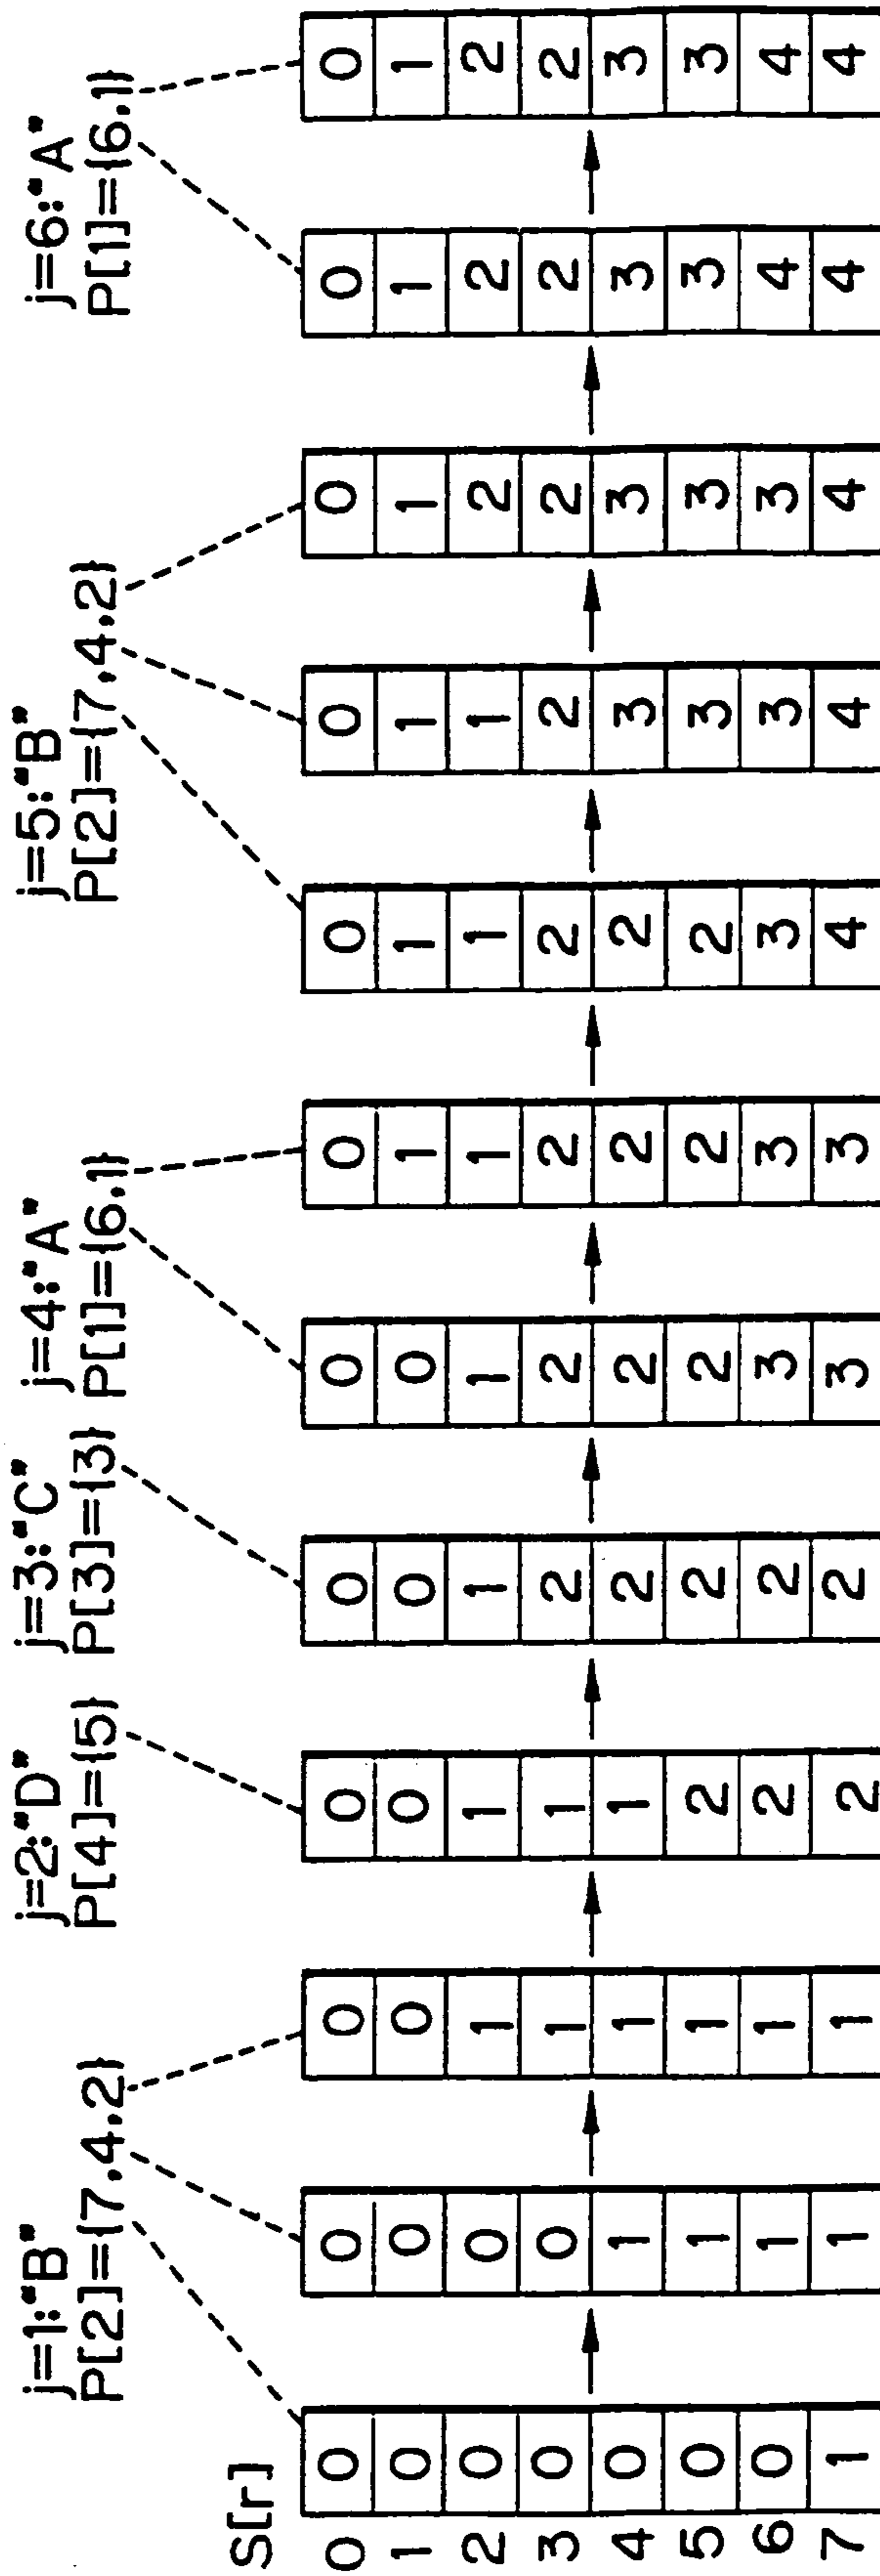 j=1:"B" j=2:"D" j=3:"C" j=4:"A" j=5:"B" j=6:"A"
P[2]={7,4,2} P[4]={5} P[3]={3} P[1]={6,1} P[2]={7,4,2} P[1]={6,1}
S[r]
0 0 0 0 0 0 0 0 0 0 0 0 0
1 0 0 0 0 0 0 1 1 1 1 1 1
2 0 0 1 1 1 1 1 1 1 2 2 2
3 0 0 1 1 2 2 2 2 2 2 2 2
4 0 1 1 1 2 2 2 2 3 3 3 3
5 0 1 1 2 2 2 2 2 3 3 3 3
6 0 1 1 2 2 3 3 3 3 3 4 4
7 1 1 1 2 2 3 3 4 4 4 4 4